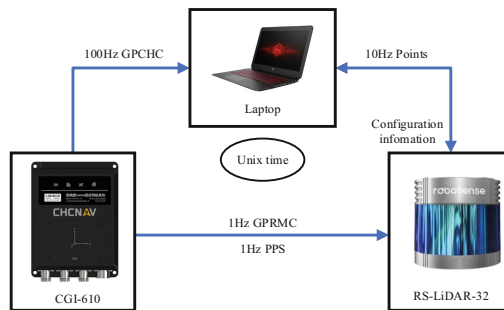 100Hz GPCHC
10Hz Points
Laptop
Configuration
infomation
Unix time
robosense
CHCNAV
1Hz GPRMC
1Hz PPS
CGI-610
RS-LiDAR-32